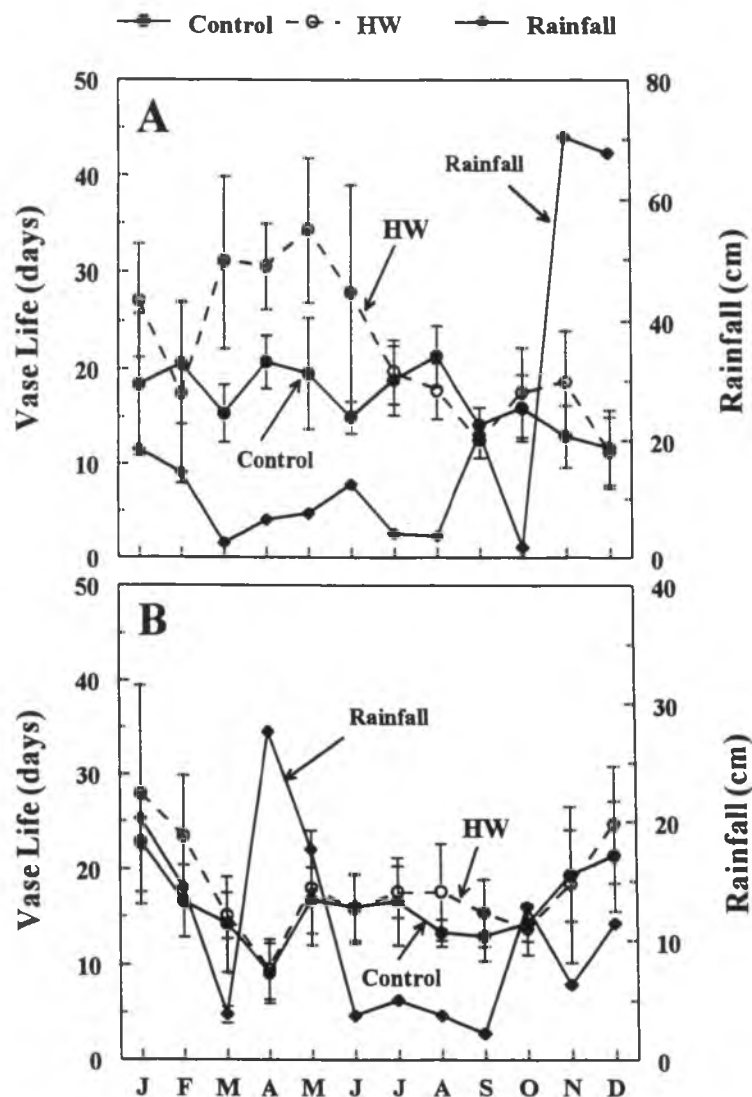 Control HW Rainfall
A
Vase Life (days)
50
40
30
20
10
0
Rainfall
HW
Control
80
60
40
20
0
Rainfall (cm)
B
Vase Life (days)
50
40
30
20
10
0
Rainfall
HW
Control
40
30
20
10
0
Rainfall (cm)
J F M A M J J A S O N D